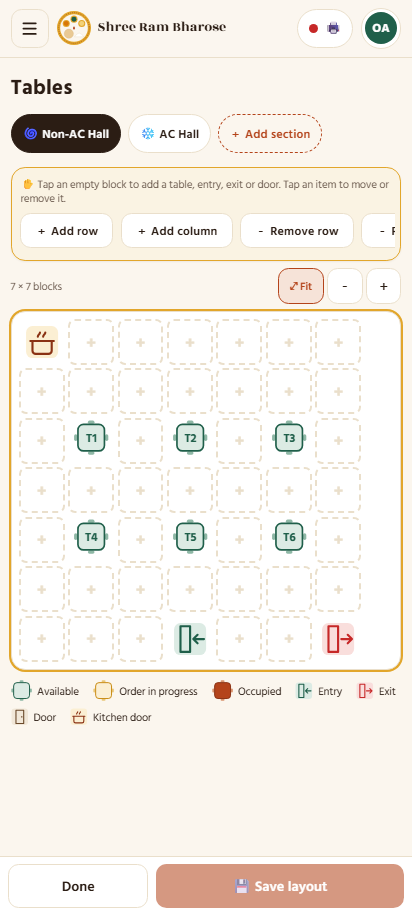 Shree Ram Bharose
OA
Tables
Non-AC Hall
AC Hall
+ Add section
Tap an empty block to add a table, entry, exit or door. Tap an item to move or
remove it.
+ Add row
+ Add column
- Remove row
-
7 × 7 blocks
Fit
-
+
T1
T2
T3
T4
T5
T6
Available
Order in progress
Occupied
Entry
Exit
Door
Kitchen door
Done
Save layout